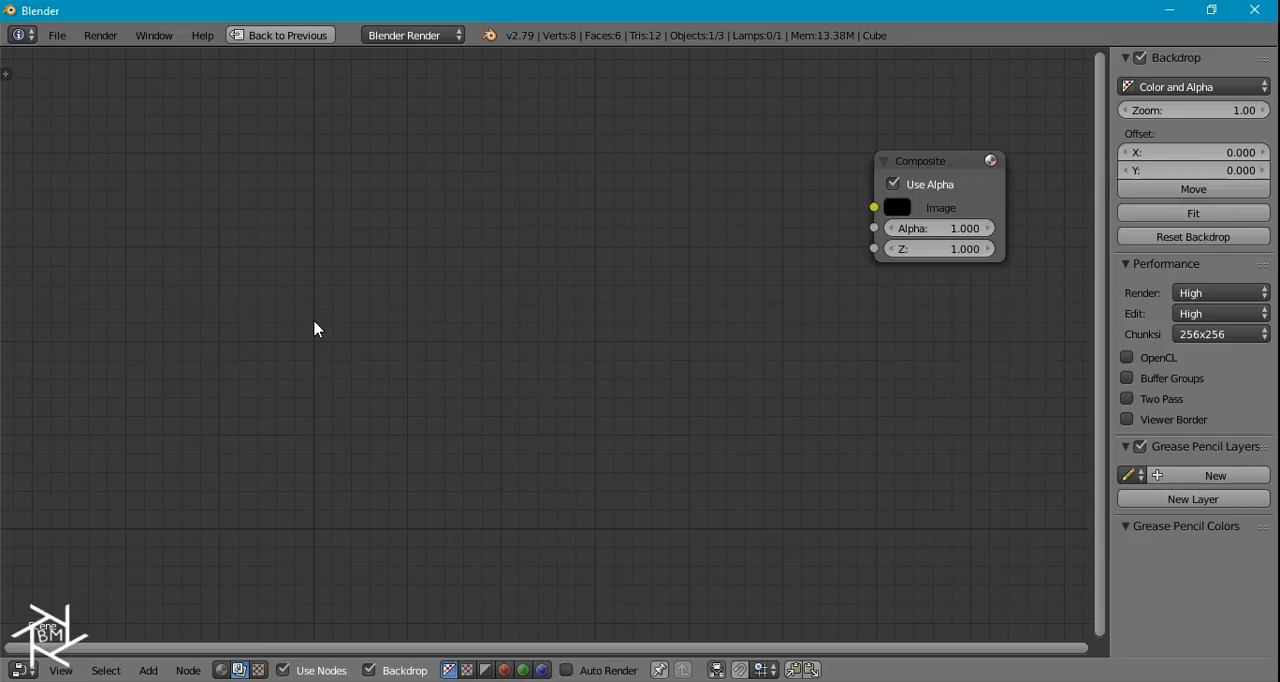 Blender
File Render Window Help Back to Previous Blender Render v2.79 | Verts:8 | Faces:6 | Tris:12 | Objects:1/3 | Lamps:0/1 | Mem:13.38M | Cube
Backdrop
Color and Alpha
Zoom: 1.00
Offset:
X: 0.000
Y: 0.000
Move
Fit
Reset Backdrop
Performance
Render: High
Edit: High
Chunksi 256x256
OpenCL
Buffer Groups
Two Pass
Viewer Border
Grease Pencil Layers
New
New Layer
Grease Pencil Colors
Composite
Use Alpha
Image
Alpha: 1.000
Z: 1.000
Scene
BM
View Select Add Node Use Nodes Backdrop Auto Render